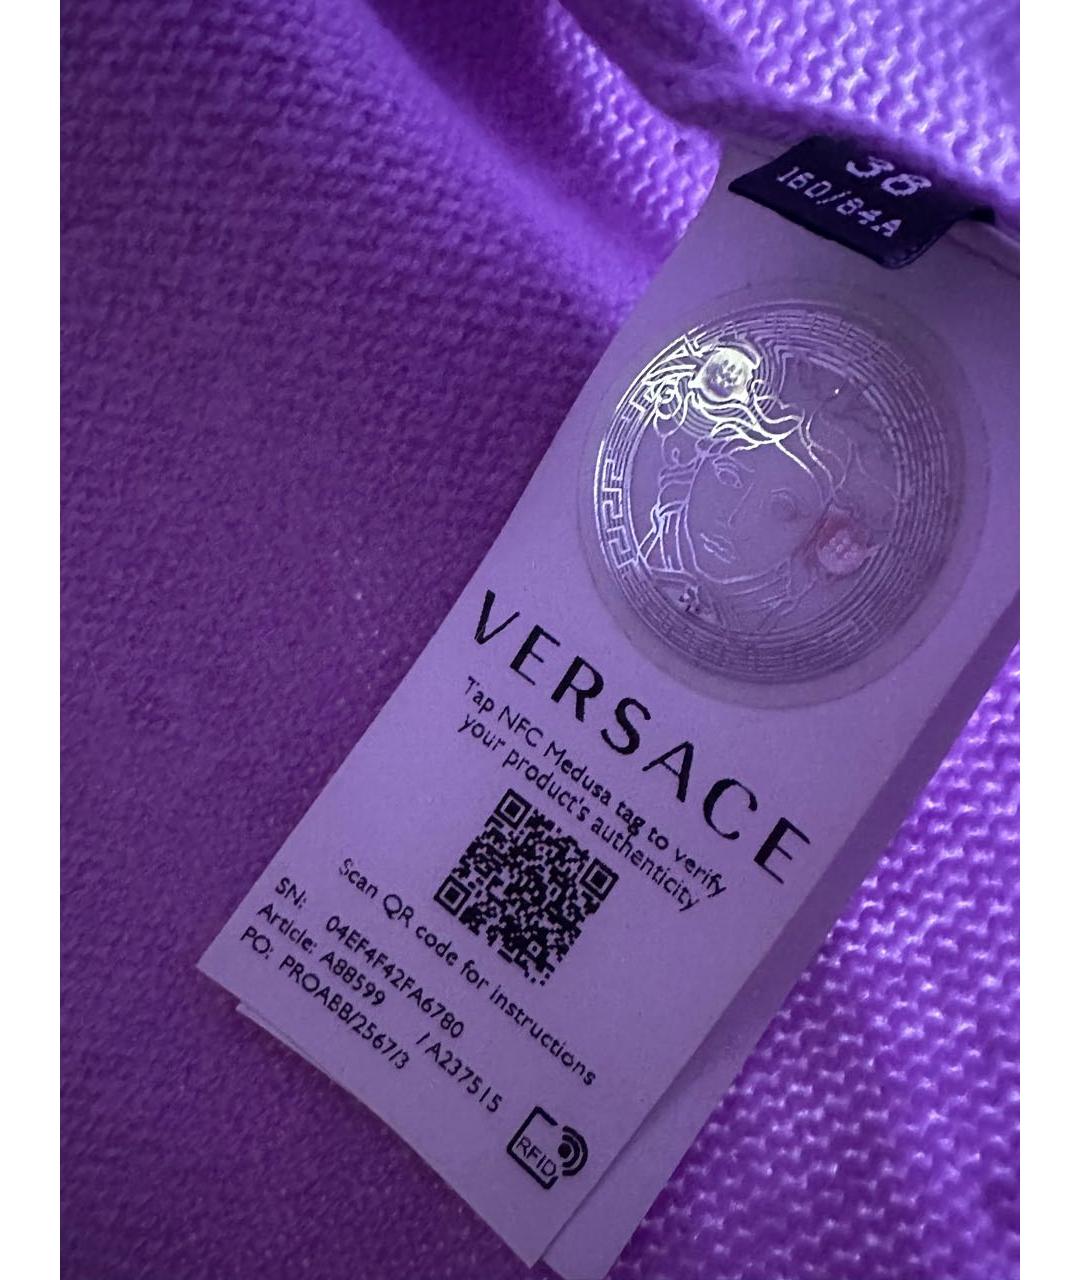 38
160/84A
VERSACE
Tap NFC Medusa tag to verify
your product's authenticity
Scan QR code for instructions
SN: 04EF4F42FA6780
Article: A88599 / A237515
PO: PROABB/2567/3
RFID